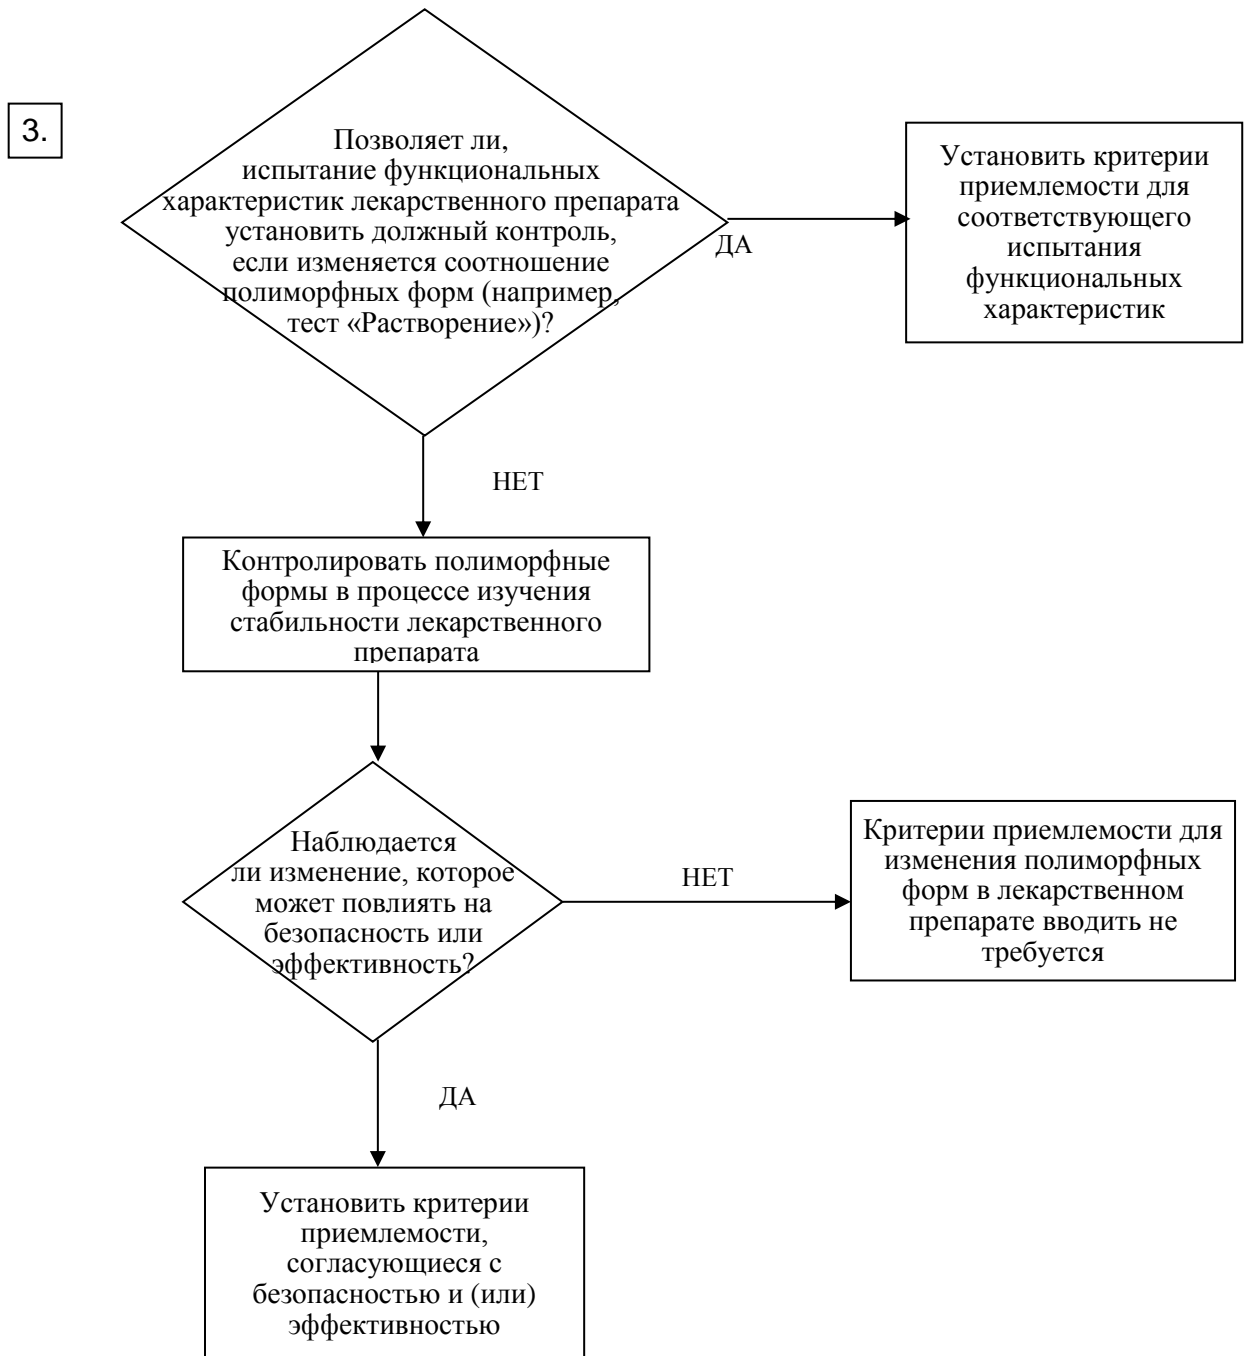 3.
Позволяет ли,
испытание функциональных
характеристик лекарственного препарата
установить должный контроль,
если изменяется соотношение
полиморфных форм (например,
тест «Растворение»)?
ДА
Установить критерии
приемлемости для
соответствующего
испытания
функциональных
характеристик
НЕТ
Контролировать полиморфные
формы в процессе изучения
стабильности лекарственного
препарата
Наблюдается
ли изменение, которое
может повлиять на
безопасность или
эффективность?
НЕТ
Критерии приемлемости для
изменения полиморфных
форм в лекарственном
препарате вводить не
требуется
ДА
Установить критерии
приемлемости,
согласующиеся с
безопасностью и (или)
эффективностью